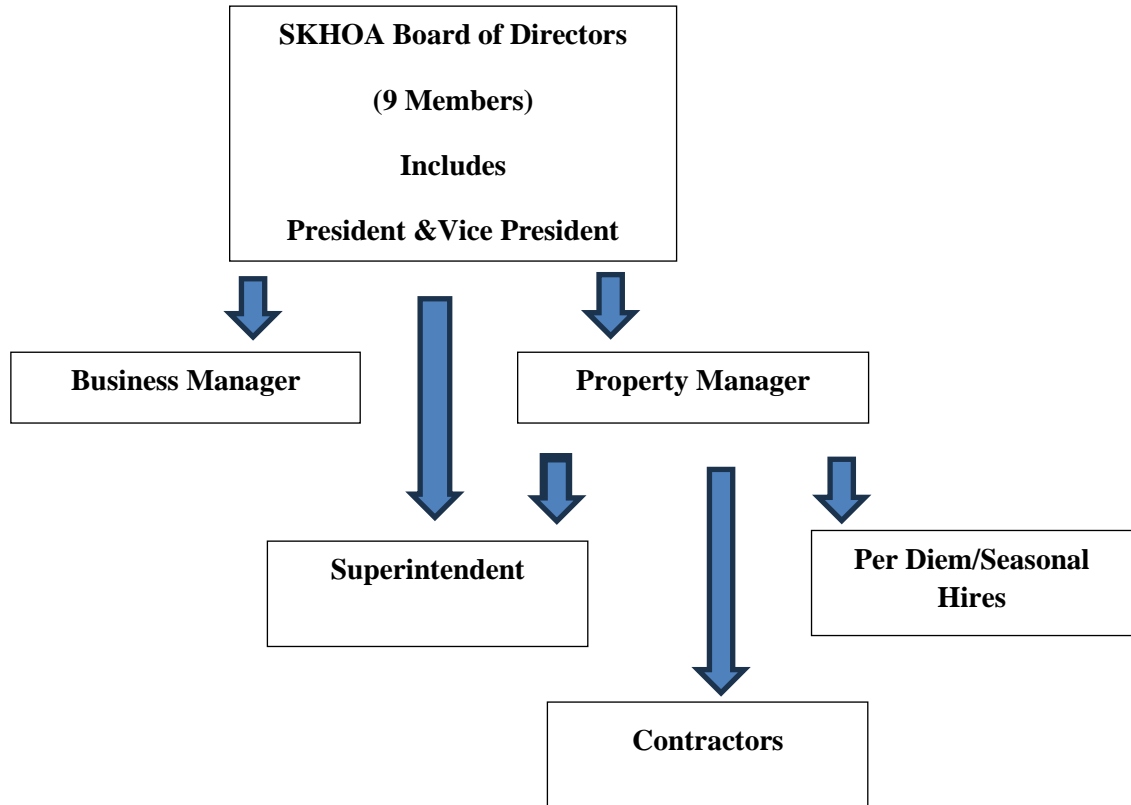 SKHOA Board of Directors
(9 Members)
Includes
President &Vice President
Business Manager
Property Manager
Superintendent
Per Diem/Seasonal
Hires
Contractors